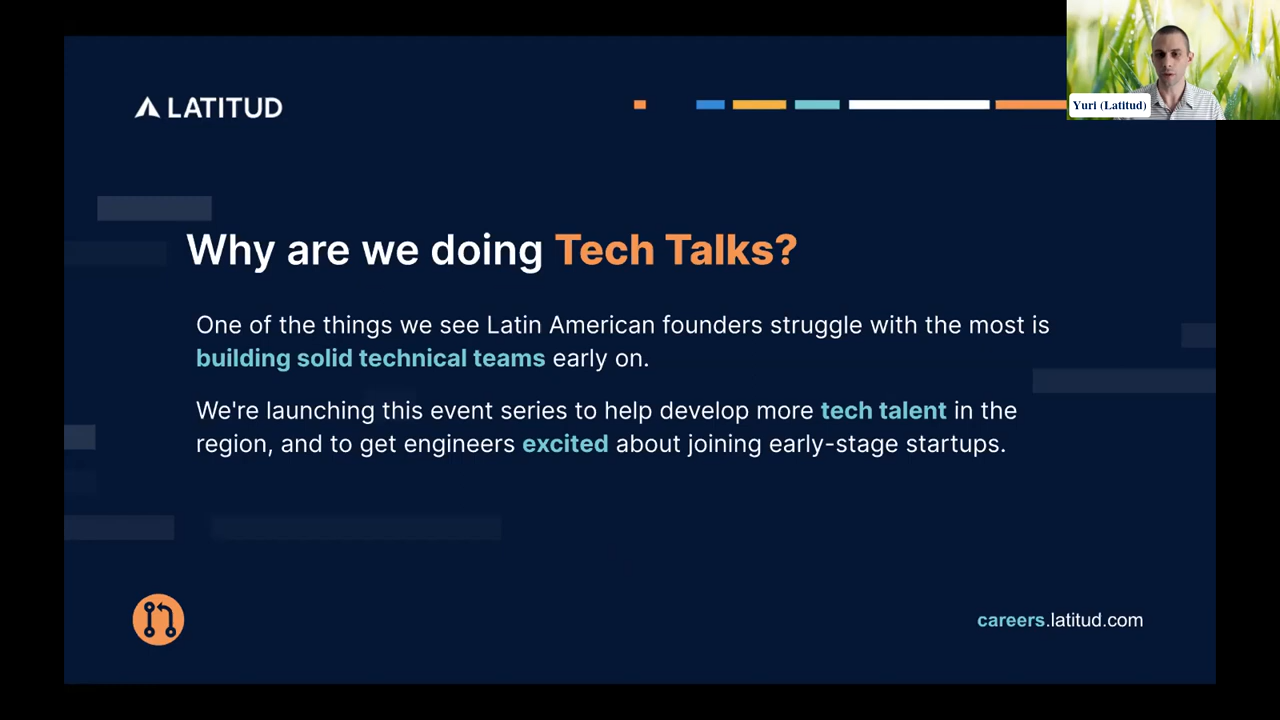 LATITUD
Yuri (Latitud)
Why are we doing Tech Talks?
One of the things we see Latin American founders struggle with the most is
building solid technical teams early on.
We're launching this event series to help develop more tech talent in the
region, and to get engineers excited about joining early-stage startups.
careers.latitud.com